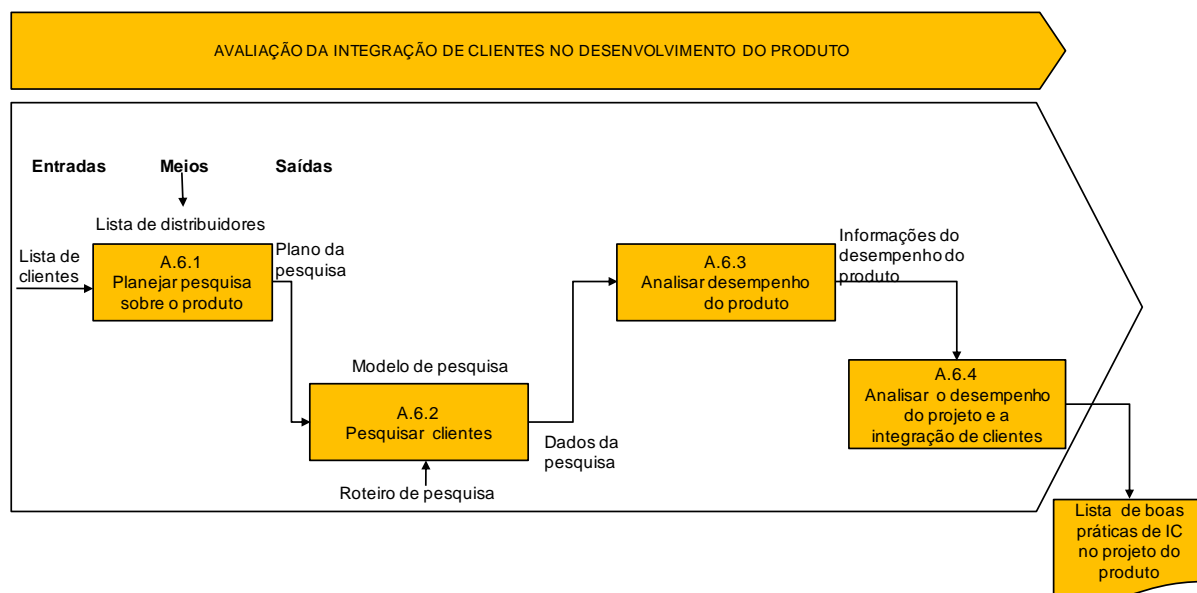 AVALIAÇÃO DA INTEGRAÇÃO DE CLIENTES NO DESENVOLVIMENTO DO PRODUTO
Entradas
Meios
Saídas
Lista de distribuidores
Lista de
clientes
A.6.1
Planejar pesquisa
sobre o produto
Plano da
pesquisa
Modelo de pesquisa
A.6.2
Pesquisar clientes
Roteiro de pesquisa
Dados da
pesquisa
A.6.3
Analisar desempenho
do produto
Informações do
desempenho do
produto
A.6.4
Analisar o desempenho
do projeto e a
integração de clientes
Lista de boas
práticas de IC
no projeto do
produto